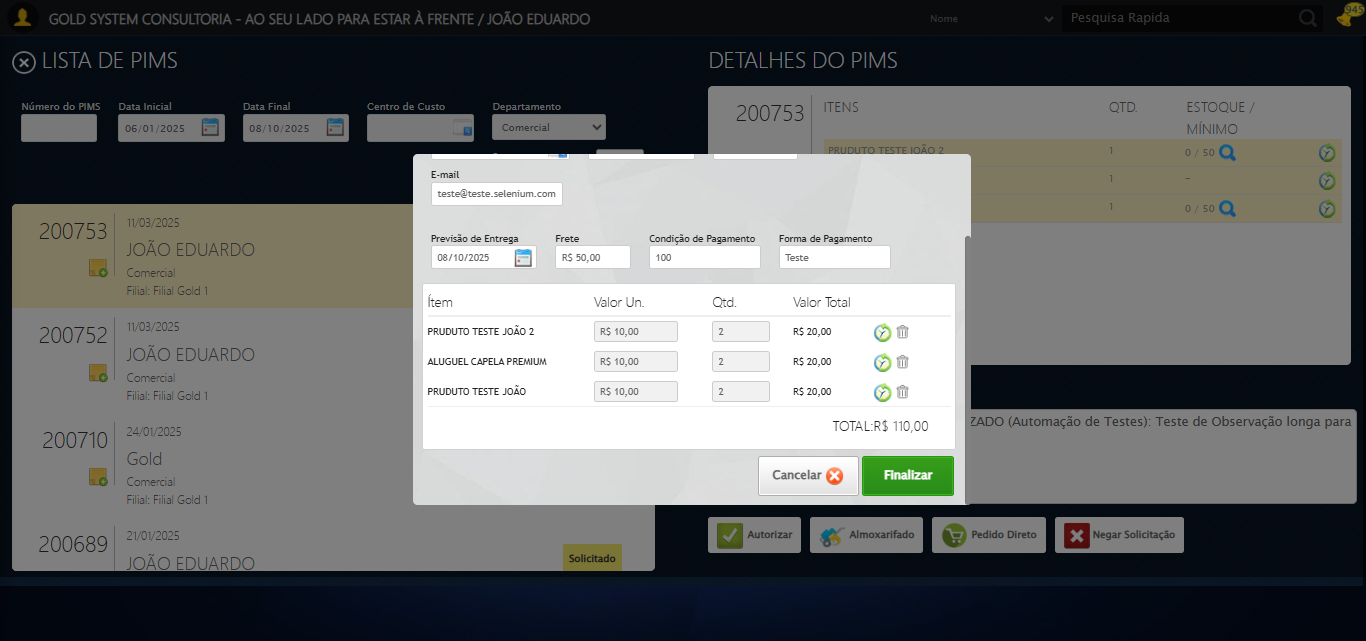 GOLD SYSTEM CONSULTORIA - AO SEU LADO PARA ESTAR À FRENTE / JOÃO EDUARDO
Nome
Pesquisa Rapida
945
LISTA DE PIMS
Número do PIMS
Data Inicial
Data Final
Centro de Custo
Departamento
06/01/2025
08/10/2025
Comercial
200753
11/03/2025
JOÃO EDUARDO
Comercial
Filial: Filial Gold 1
200752
11/03/2025
JOÃO EDUARDO
Comercial
Filial: Filial Gold 1
200710
24/01/2025
Gold
Comercial
Filial: Filial Gold 1
200689
21/01/2025
JOÃO EDUARDO
Solicitado
E-mail
teste@teste.selenium.com
Previsão de Entrega
Frete
Condição de Pagamento
Forma de Pagamento
08/10/2025
R$ 50,00
100
Teste
Ítem
Valor Un.
Qtd.
Valor Total
PRUDUTO TESTE JOÃO 2
R$ 10,00
2
R$ 20,00
ALUGUEL CAPELA PREMIUM
R$ 10,00
2
R$ 20,00
PRUDUTO TESTE JOÃO
R$ 10,00
2
R$ 20,00
TOTAL:R$ 110,00
Cancelar
Finalizar
DETALHES DO PIMS
200753
ITENS
QTD.
ESTOQUE /
MÍNIMO
PRUDUTO TESTE JOÃO 2
1
0 / 50
1
-
1
0 / 50
ZADO (Automação de Testes): Teste de Observação longa para
Autorizar
Almoxarifado
Pedido Direto
Negar Solicitação